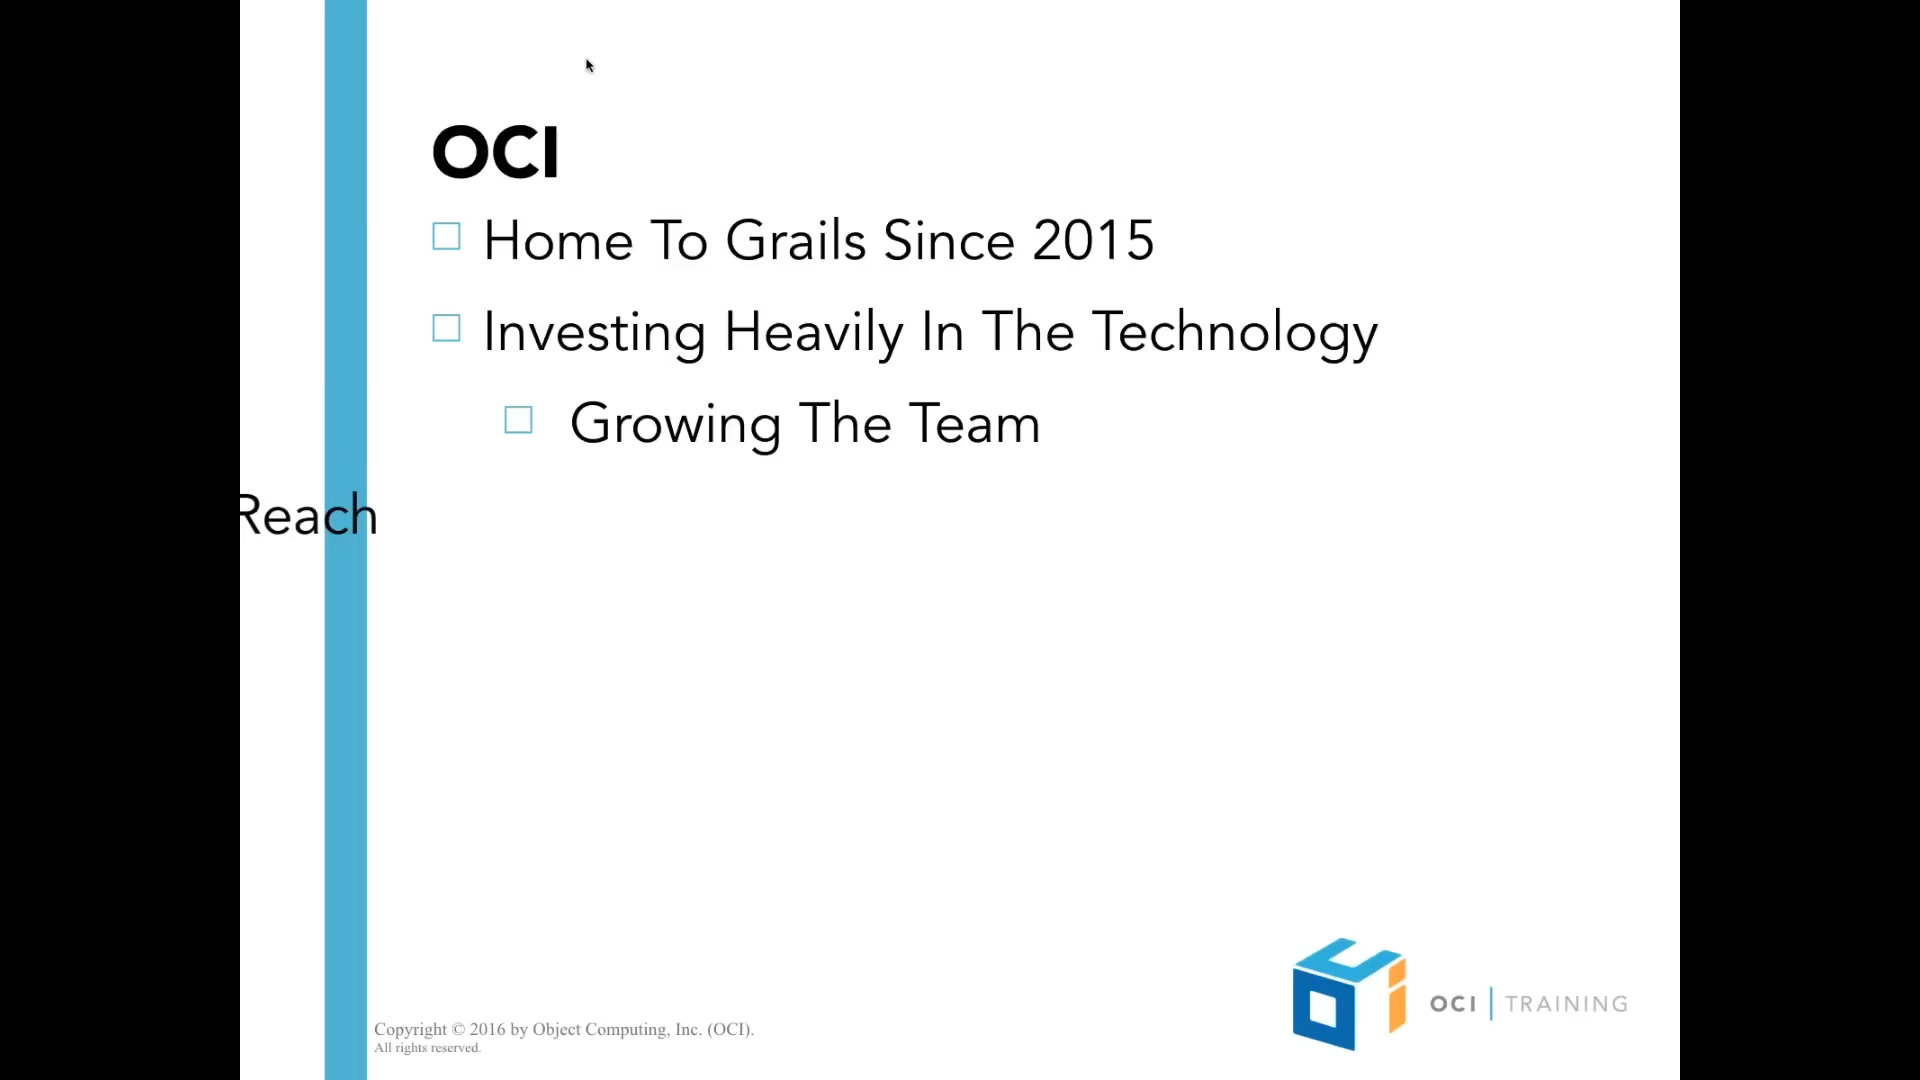 OCI
Home To Grails Since 2015
Investing Heavily In The Technology
Growing The Team
Reach
Copyright © 2016 by Object Computing, Inc. (OCI).
All rights reserved.
OCI | TRAINING